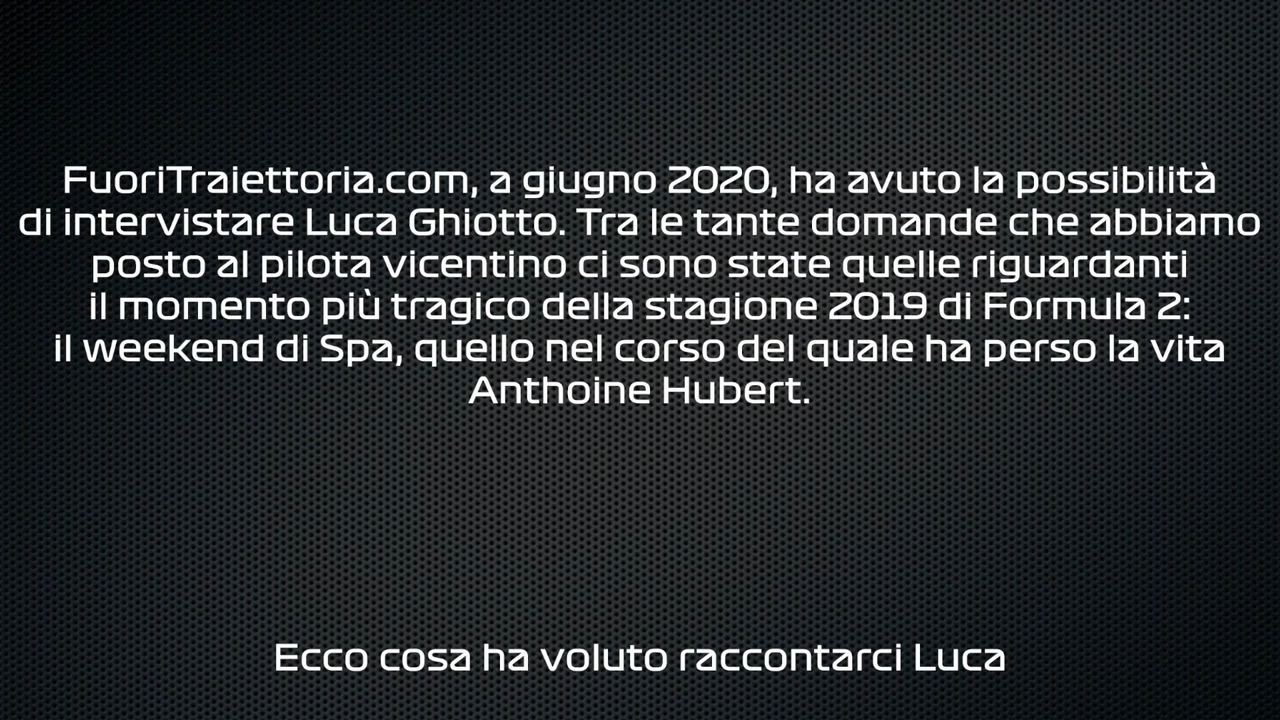 FuoriTraiettoria.com, a giugno 2020, ha avuto la possibilità
di intervistare Luca Ghiotto. Tra le tante domande che abbiamo
posto al pilota vicentino ci sono state quelle riguardanti
il momento più tragico della stagione 2019 di Formula 2:
il weekend di Spa, quello nel corso del quale ha perso la vita
Anthoine Hubert.
Ecco cosa ha voluto raccontarci Luca